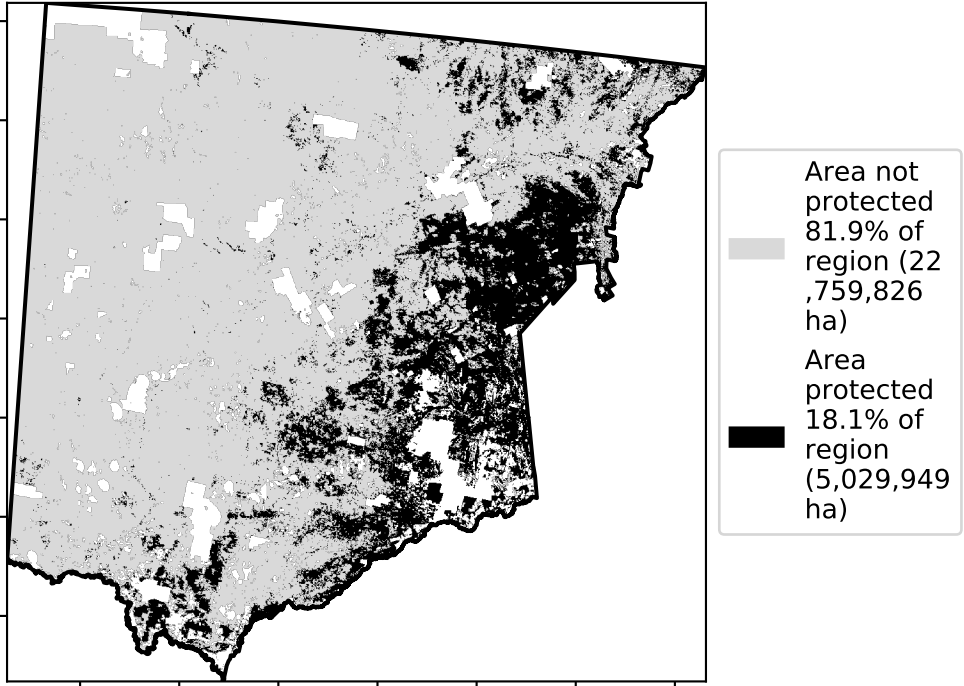 Area not
protected
81.9% of
region (22
,759,826
ha)
Area
protected
18.1% of
region
(5,029,949
ha)